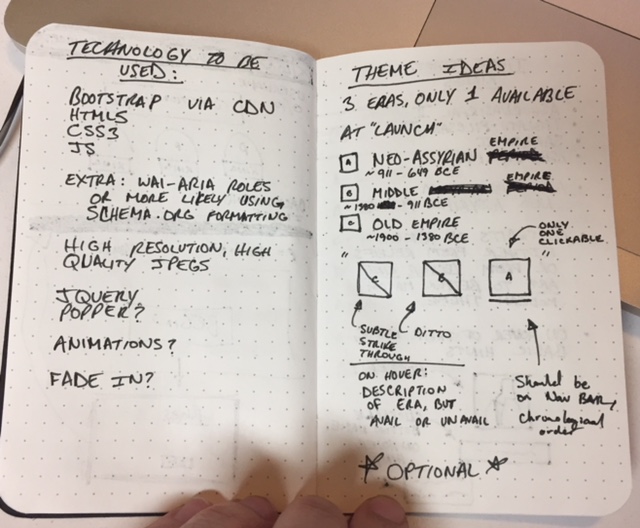 TECHNOLOGY TO BE
USED:
BOOTSTRAP VIA CDN
HTML5
CSS3
JS
EXTRA: WAI-ARIA ROLES
OR MORE LIKELY USING
SCHEMA.ORG FORMATTING
HIGH RESOLUTION, HIGH
QUALITY JPEGS
JQUERY
POPPER?
ANIMATIONS?
FADE IN?
THEME IDEAS
3 ERAS, ONLY 1 AVAILABLE
AT "LAUNCH"
A NEO-ASSYRIAN EMPIRE
~911-649 BCE
B MIDDLE EMPIRE
~1380 - 911 BCE
C OLD EMPIRE
~1900 - 1380 BCE
" C B A "
ONLY
ONE
CLICKABLE
SUBTLE
STRIKE
THROUGH
DITTO
Should be
on Nav BAR,
chronological
order
ON HOVER:
DESCRIPTION
OF ERA, BUT
AVAIL OR UNAVAIL
*OPTIONAL*